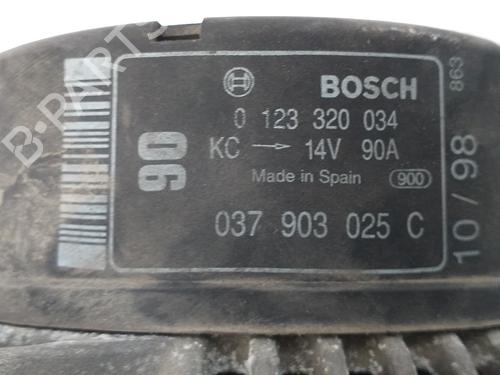 BOSCH
0 123 320 034
KC → 14V 90A
Made in Spain 900
037 903 025 C
90
10 / 98
863
B-PARTS